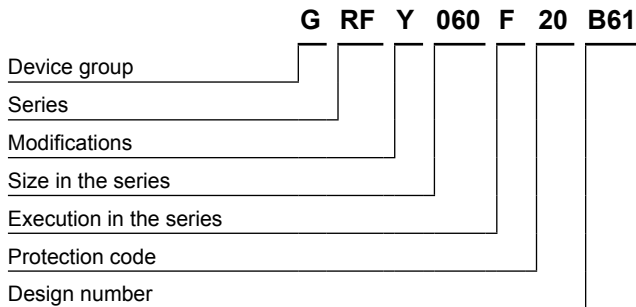 G RF Y 060 F 20 B61
Device group
Series
Modifications
Size in the series
Execution in the series
Protection code
Design number